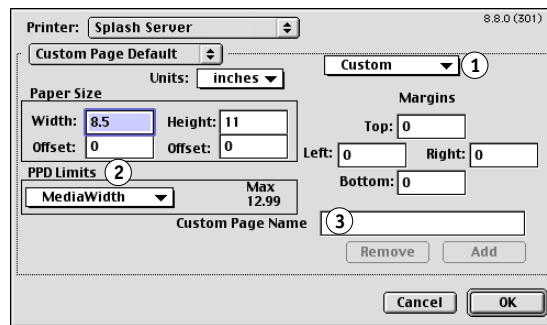 8.8.0 (301)
Printer: Splash Server
Custom Page Default
Units: inches
Custom 1
Paper Size
Width: 8.5 Height: 11
Offset: 0 Offset: 0
Margins
Top: 0
Left: 0 Right: 0
Bottom: 0
PPD Limits 2
MediaWidth Max 12.99
Custom Page Name 3
Remove Add
Cancel OK